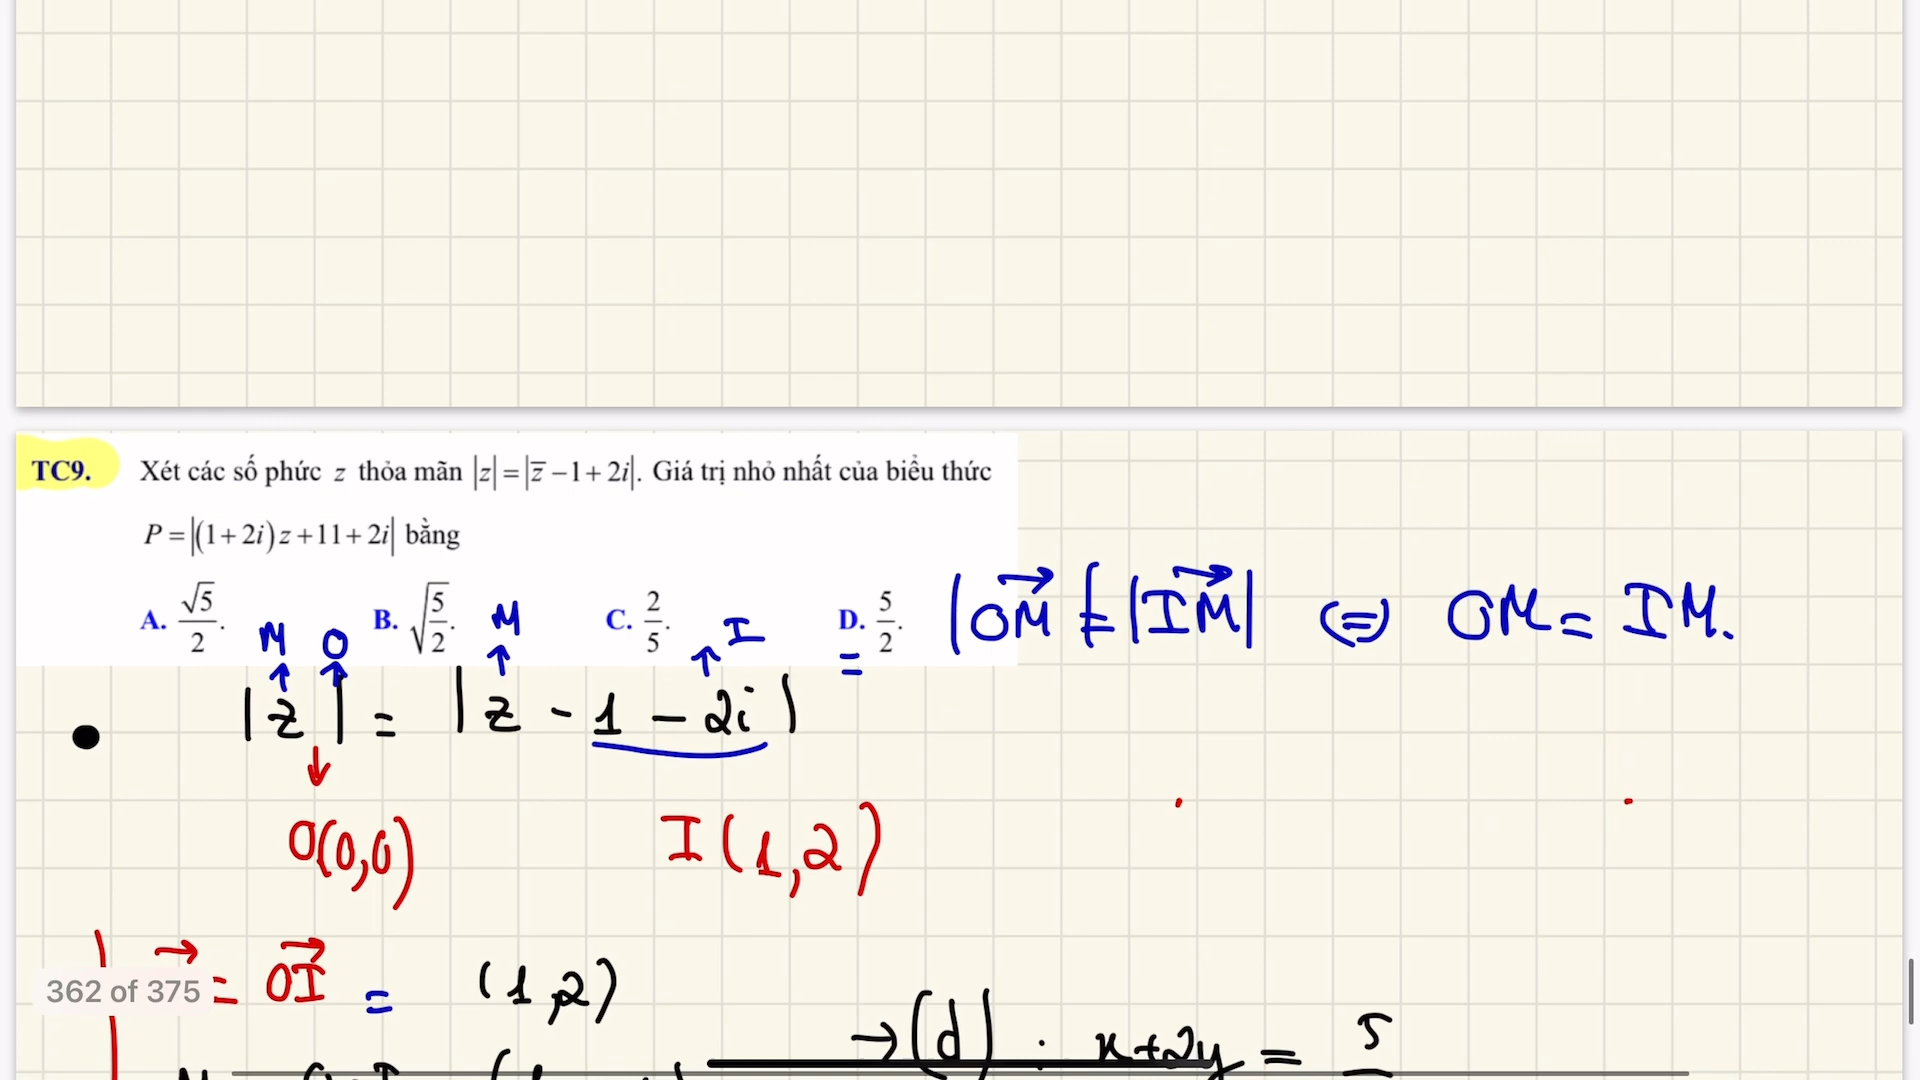 TC9. Xét các số phức z thỏa mãn |z| = |z̅ − 1 + 2i|. Giá trị nhỏ nhất của biểu thức
P = |(1 + 2i)z + 11 + 2i| bằng
A. √5/2. B. √(5/2). C. 2/5. D. 5/2.
|OM| = |IM| ⇔ OM = IM.
M O M I
|z| = |z - 1 - 2i| =
O(0,0) I(1,2)
= OI = (1,2)
→ (d) : x+2y = 5
362 of 375